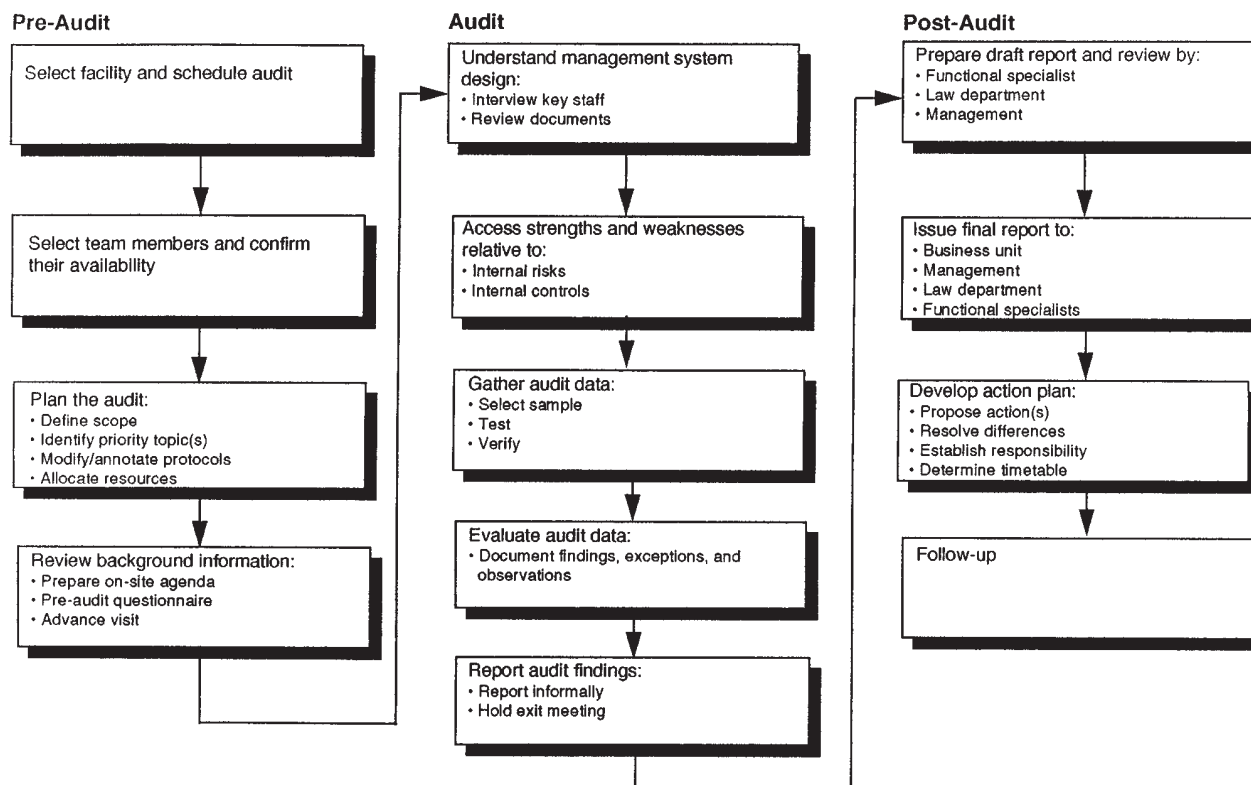 Pre-Audit
Select facility and schedule audit
Select team members and confirm
their availability
Plan the audit:
• Define scope
• Identify priority topic(s)
• Modify/annotate protocols
• Allocate resources
Review background information:
• Prepare on-site agenda
• Pre-audit questionnaire
• Advance visit
Audit
Understand management system
design:
• Interview key staff
• Review documents
Access strengths and weaknesses
relative to:
• Internal risks
• Internal controls
Gather audit data:
• Select sample
• Test
• Verify
Evaluate audit data:
• Document findings, exceptions, and
observations
Report audit findings:
• Report informally
• Hold exit meeting
Post-Audit
Prepare draft report and review by:
• Functional specialist
• Law department
• Management
Issue final report to:
• Business unit
• Management
• Law department
• Functional specialists
Develop action plan:
• Propose action(s)
• Resolve differences
• Establish responsibility
• Determine timetable
Follow-up